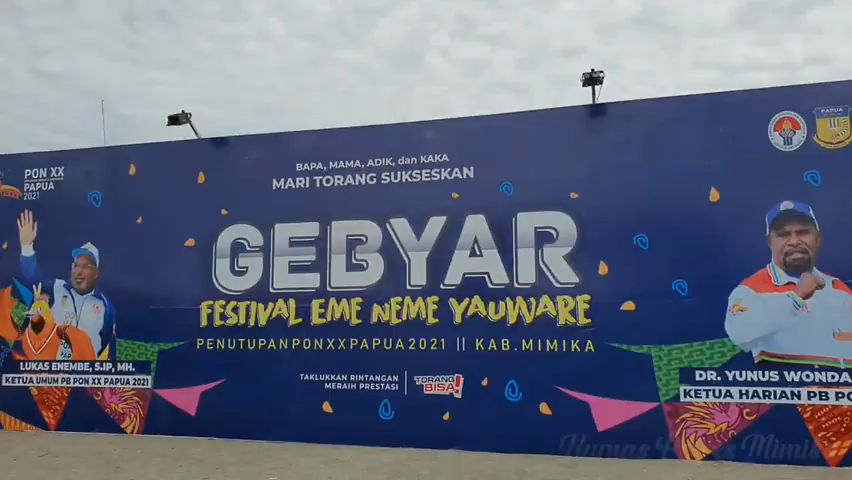 PON XX
PAPUA
2021
PAPUA
BAPA, MAMA, ADIK, dan KAKA
MARI TORANG SUKSESKAN
GEBYAR
FESTIVAL EME NEME YAUWARE
PENUTUPANPONXXPAPUA2021 || KAB.MIMIKA
TAKLUKKAN RINTANGAN
MERAIH PRESTASI
TORANG
BISA!
LUKAS ENEMBE, S.IP, MH.
KETUA UMUM PB PON XX PAPUA 2021
DR. YUNUS WONDA
KETUA HARIAN PB PO
Humas Mimik